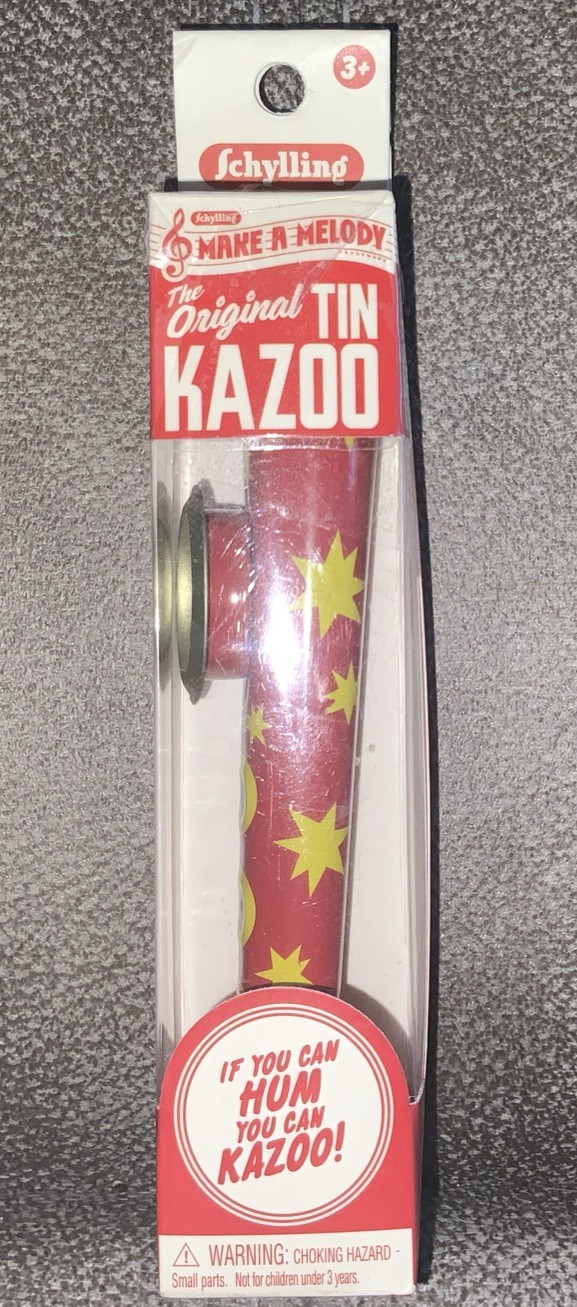 3+
Schylling
Schylling
MAKE A MELODY
The
Original TIN
KAZOO
IF YOU CAN
HUM
YOU CAN
KAZOO!
WARNING: CHOKING HAZARD -
Small parts. Not for children under 3 years.